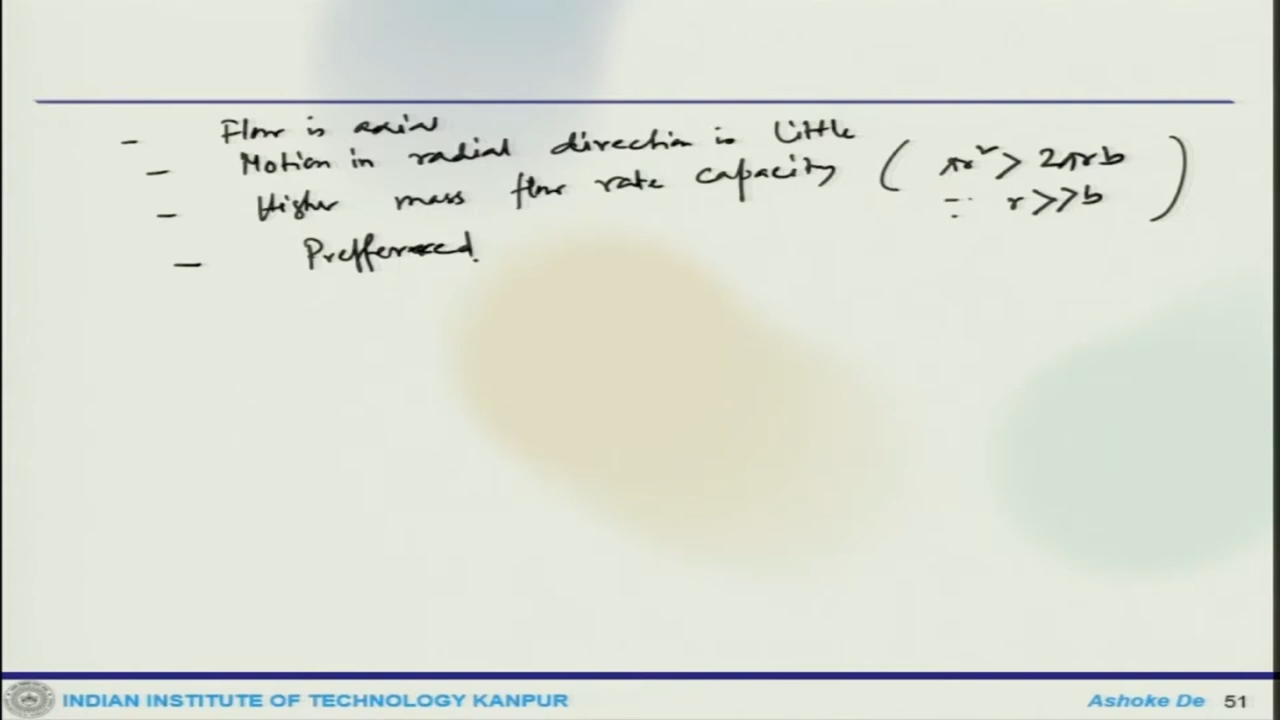 - Flow is axial
- Motion in radial direction is little
- Higher mass flow rate capacity ( πr² > 2πrb
∵ r>>b )
- Prefferred.
INDIAN INSTITUTE OF TECHNOLOGY KANPUR
Ashoke De 51